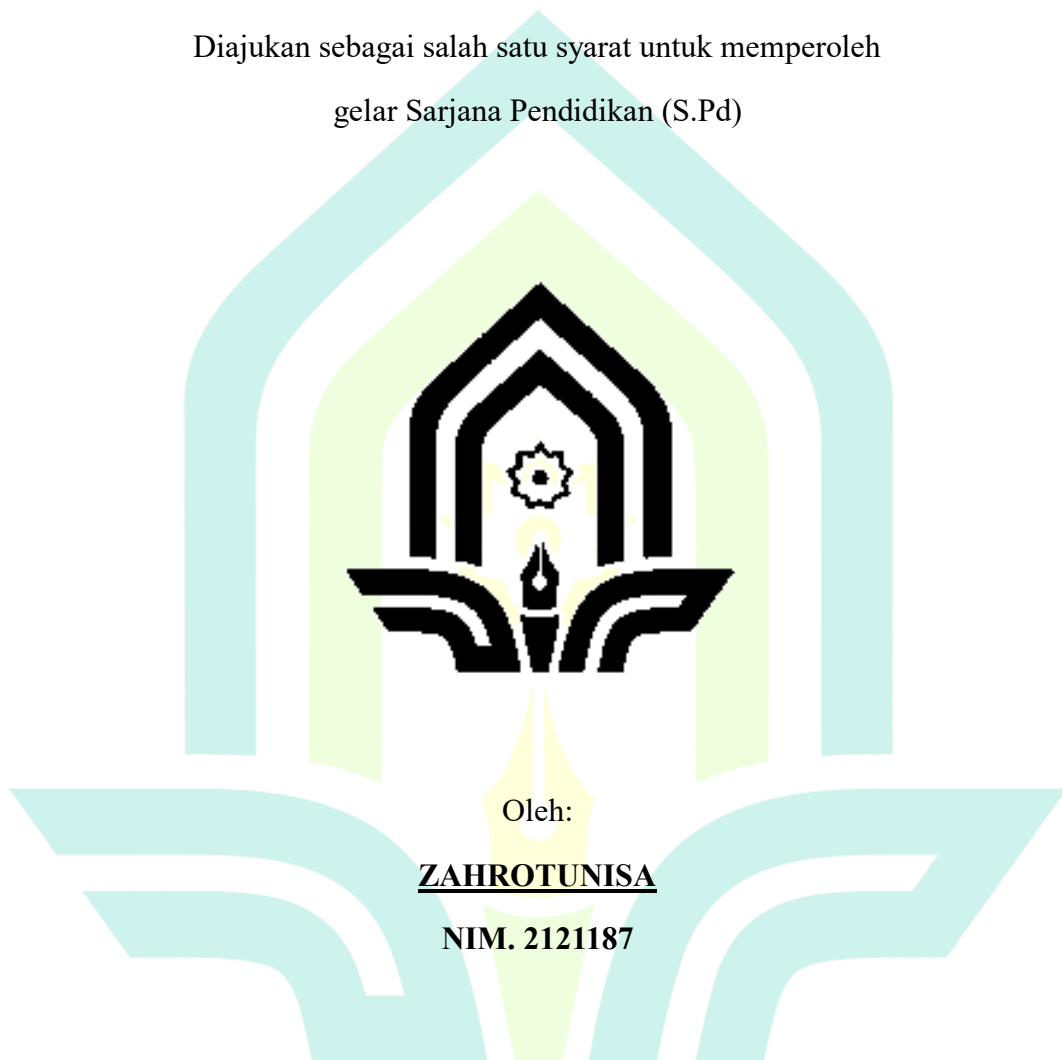 Diajukan sebagai salah satu syarat untuk memperoleh
gelar Sarjana Pendidikan (S.Pd)
Oleh:
ZAHROTUNISA
NIM. 2121187